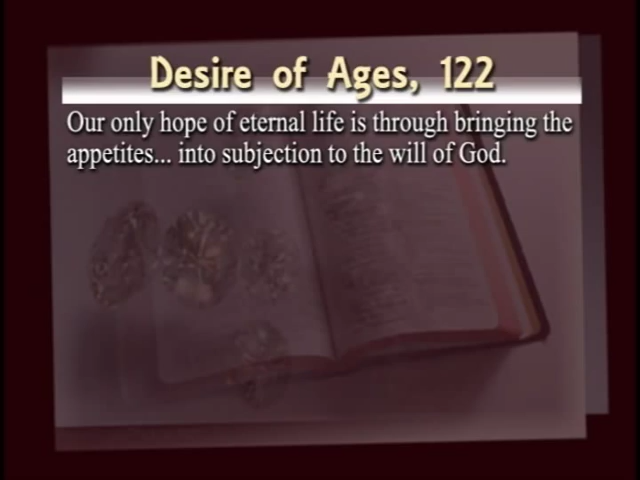 Desire of Ages, 122
Our only hope of eternal life is through bringing the
appetites... into subjection to the will of God.